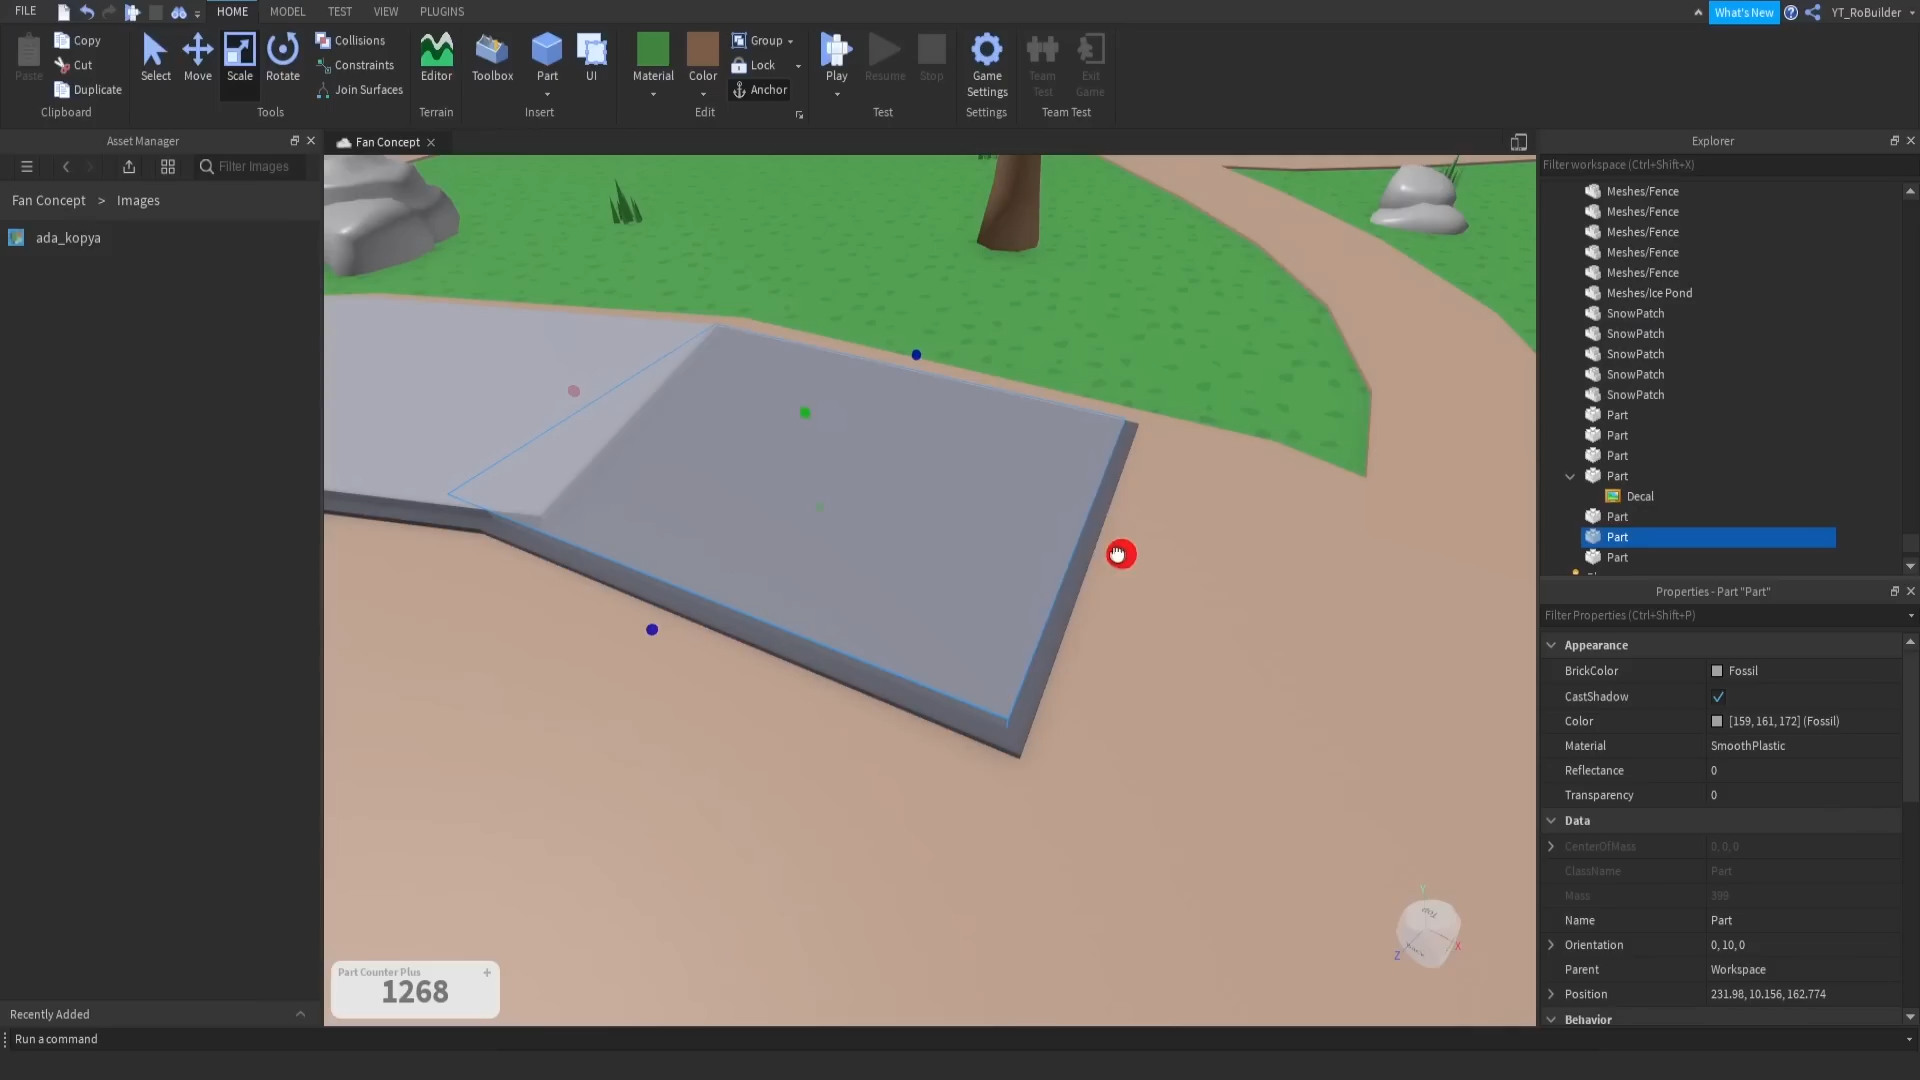 FILE HOME MODEL TEST VIEW PLUGINS What's New YT_RoBuilder
Paste Copy Cut Duplicate Clipboard
Select Move Scale Rotate Collisions Constraints Join Surfaces Tools
Editor Terrain
Toolbox Part UI Insert
Material Color Group Lock Anchor Edit
Play Resume Stop Test
Game Settings Settings
Team Test Exit Game Team Test
Asset Manager
Filter Images
Fan Concept > Images
ada_kopya
Recently Added
Run a command
Fan Concept
Part Counter Plus +
1268
Y
X
Z
Explorer
Filter workspace (Ctrl+Shift+X)
Meshes/Fence
Meshes/Fence
Meshes/Fence
Meshes/Fence
Meshes/Fence
Meshes/Ice Pond
SnowPatch
SnowPatch
SnowPatch
SnowPatch
SnowPatch
Part
Part
Part
Part
Decal
Part
Part
Part
Properties - Part "Part"
Filter Properties (Ctrl+Shift+P)
Appearance
BrickColor Fossil
CastShadow
Color [159, 161, 172] (Fossil)
Material SmoothPlastic
Reflectance 0
Transparency 0
Data
CenterOfMass 0, 0, 0
ClassName Part
Mass 399
Name Part
Orientation 0, 10, 0
Parent Workspace
Position 231.98, 10.156, 162.774
Behavior